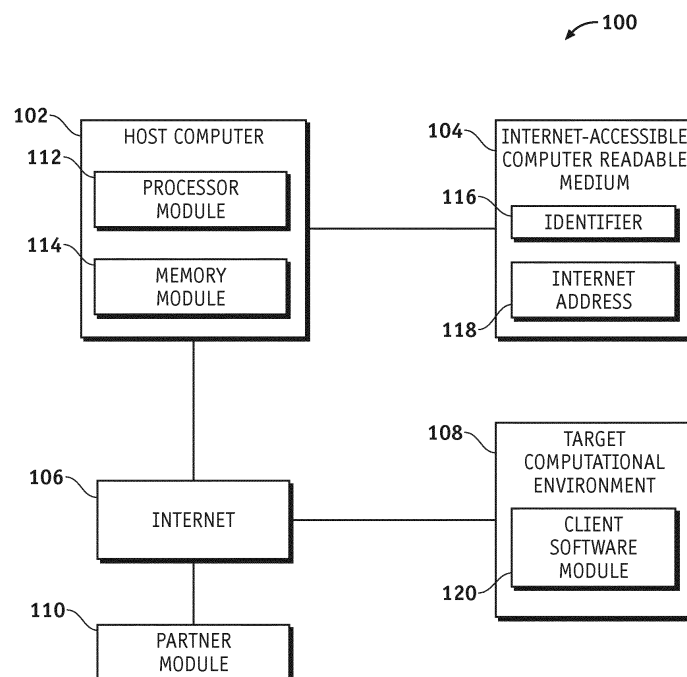 100
102
HOST COMPUTER
112
PROCESSOR
MODULE
114
MEMORY
MODULE
104
INTERNET-ACCESSIBLE
COMPUTER READABLE
MEDIUM
116
IDENTIFIER
INTERNET
ADDRESS
118
106
INTERNET
108
TARGET
COMPUTATIONAL
ENVIRONMENT
CLIENT
SOFTWARE
MODULE
120
110
PARTNER
MODULE